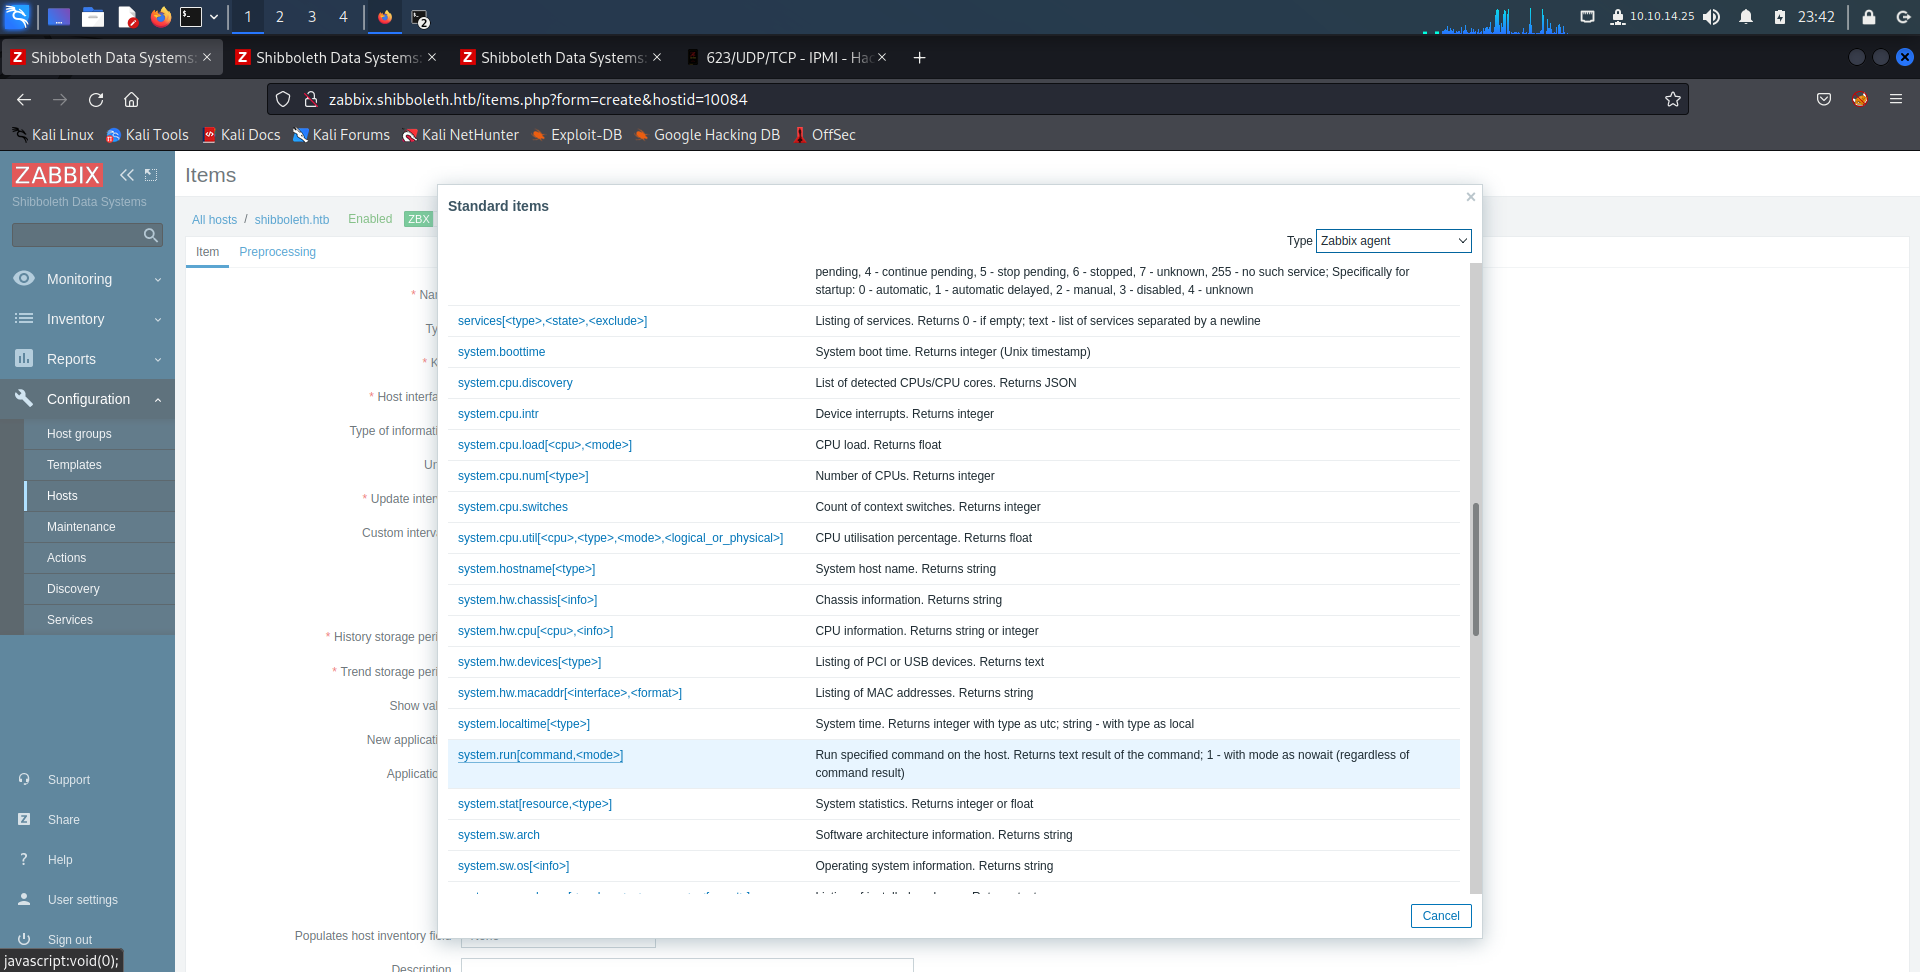 1
2
3
4
2
10.10.14.25
23:42
Shibboleth Data Systems:
Shibboleth Data Systems:
Shibboleth Data Systems:
623/UDP/TCP - IPMI - Hac
zabbix.shibboleth.htb/items.php?form=create&hostid=10084
Kali Linux
Kali Tools
Kali Docs
Kali Forums
Kali NetHunter
Exploit-DB
Google Hacking DB
OffSec
ZABBIX
Shibboleth Data Systems
Monitoring
Inventory
Reports
Configuration
Host groups
Templates
Hosts
Maintenance
Actions
Discovery
Services
Support
Share
Help
User settings
Sign out
javascript:void(0);
Items
All hosts / shibboleth.htb Enabled ZBX
Item Preprocessing
* Nam
Ty
* K
* Host interfa
Type of informati
Un
* Update inter
Custom interva
* History storage peri
* Trend storage peri
Show val
New applicati
Applicatio
Populates host inventory fiel
Description
Standard items
Type Zabbix agent
pending, 4 - continue pending, 5 - stop pending, 6 - stopped, 7 - unknown, 255 - no such service; Specifically for
startup: 0 - automatic, 1 - automatic delayed, 2 - manual, 3 - disabled, 4 - unknown
services[<type>,<state>,<exclude>] Listing of services. Returns 0 - if empty; text - list of services separated by a newline
system.boottime System boot time. Returns integer (Unix timestamp)
system.cpu.discovery List of detected CPUs/CPU cores. Returns JSON
system.cpu.intr Device interrupts. Returns integer
system.cpu.load[<cpu>,<mode>] CPU load. Returns float
system.cpu.num[<type>] Number of CPUs. Returns integer
system.cpu.switches Count of context switches. Returns integer
system.cpu.util[<cpu>,<type>,<mode>,<logical_or_physical>] CPU utilisation percentage. Returns float
system.hostname[<type>] System host name. Returns string
system.hw.chassis[<info>] Chassis information. Returns string
system.hw.cpu[<cpu>,<info>] CPU information. Returns string or integer
system.hw.devices[<type>] Listing of PCI or USB devices. Returns text
system.hw.macaddr[<interface>,<format>] Listing of MAC addresses. Returns string
system.localtime[<type>] System time. Returns integer with type as utc; string - with type as local
system.run[command,<mode>] Run specified command on the host. Returns text result of the command; 1 - with mode as nowait (regardless of
command result)
system.stat[resource,<type>] System statistics. Returns integer or float
system.sw.arch Software architecture information. Returns string
system.sw.os[<info>] Operating system information. Returns string
Cancel